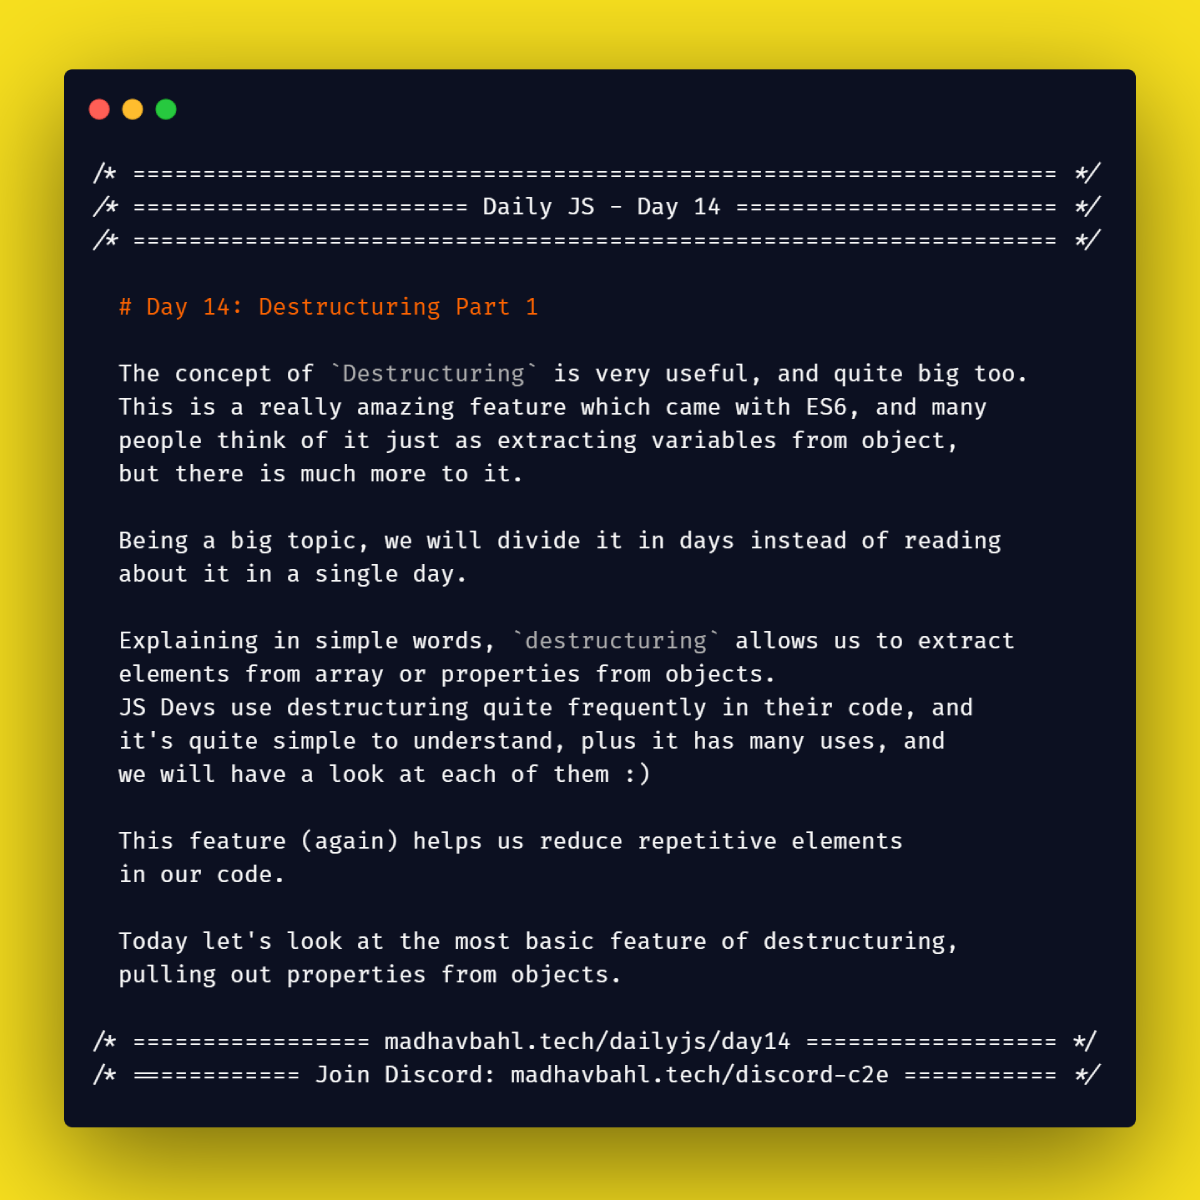 /* ================================================================== */
/* ======================== Daily JS - Day 14 ======================= */
/* ================================================================== */
# Day 14: Destructuring Part 1
The concept of `Destructuring` is very useful, and quite big too.
This is a really amazing feature which came with ES6, and many
people think of it just as extracting variables from object,
but there is much more to it.
Being a big topic, we will divide it in days instead of reading
about it in a single day.
Explaining in simple words, `destructuring` allows us to extract
elements from array or properties from objects.
JS Devs use destructuring quite frequently in their code, and
it's quite simple to understand, plus it has many uses, and
we will have a look at each of them :)
This feature (again) helps us reduce repetitive elements
in our code.
Today let's look at the most basic feature of destructuring,
pulling out properties from objects.
/* ================= madhavbahl.tech/dailyjs/day14 ================== */
/* ============ Join Discord: madhavbahl.tech/discord-c2e =========== */